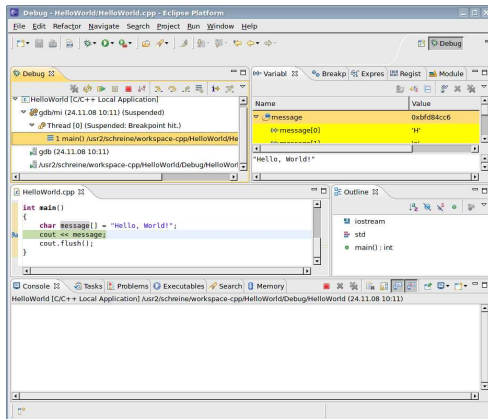 Debug - HelloWorld/HelloWorld.cpp - Eclipse Platform
File Edit Refactor Navigate Search Project Run Window Help
Debug
Debug
Variabl Breakp Expres Regist Module
HelloWorld [C/C++ Local Application]
gdb/mi (24.11.08 10:11) (Suspended)
Thread [0] (Suspended: Breakpoint hit.)
1 main() /usr2/schreine/workspace-cpp/HelloWorld/He
gdb (24.11.08 10:11)
/usr2/schreine/workspace-cpp/HelloWorld/Debug/HelloWorl
Name Value
message 0xbfd84cc6
message[0] 'H'
"Hello, World!"
HelloWorld.cpp
int main()
{
char message[] = "Hello, World!";
cout << message;
cout.flush();
}
Outline
iostream
std
main() : int
Console Tasks Problems Executables Search Memory
HelloWorld [C/C++ Local Application] /usr2/schreine/workspace-cpp/HelloWorld/Debug/HelloWorld (24.11.08 10:11)